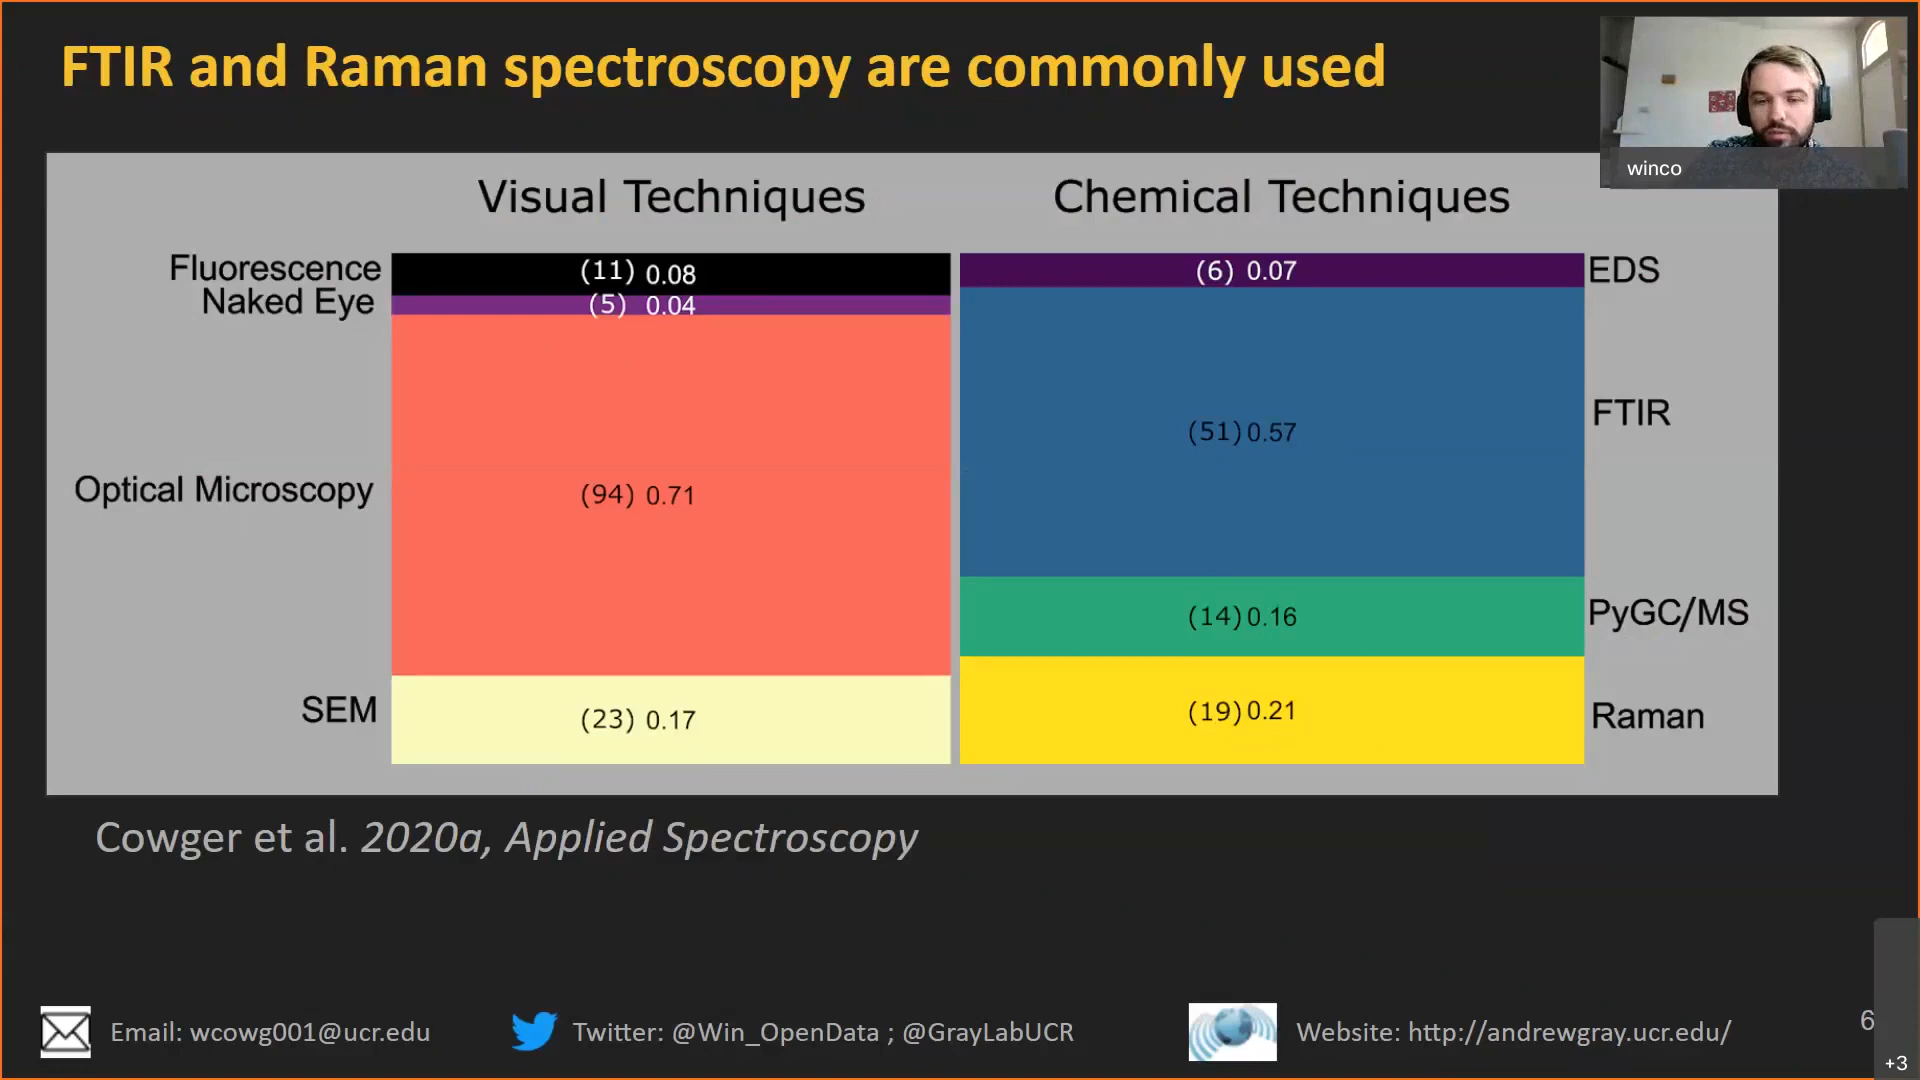 FTIR and Raman spectroscopy are commonly used
winco
Visual Techniques
Chemical Techniques
Fluorescence (11) 0.08
Naked Eye (5) 0.04
Optical Microscopy (94) 0.71
SEM (23) 0.17
(6) 0.07 EDS
(51) 0.57 FTIR
(14) 0.16 PyGC/MS
(19) 0.21 Raman
Cowger et al. 2020a, Applied Spectroscopy
Email: wcowg001@ucr.edu
Twitter: @Win_OpenData ; @GrayLabUCR
Website: http://andrewgray.ucr.edu/
6
+3